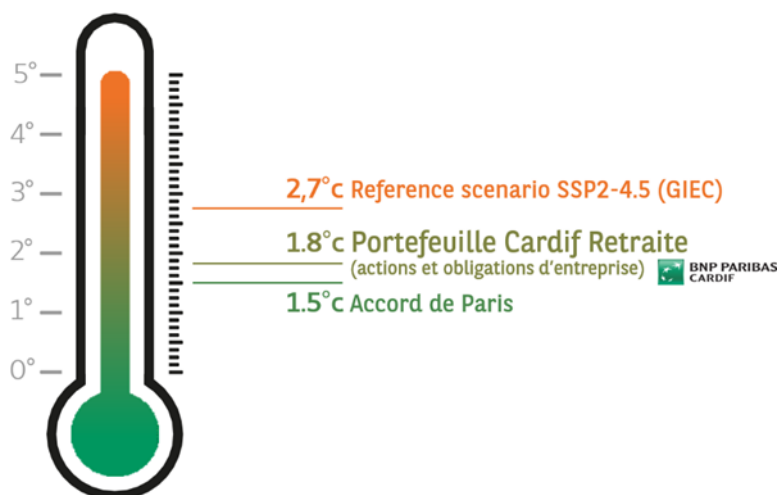 5°
4°
3°
2°
1°
0°
2,7°c Reference scenario SSP2-4.5 (GIEC)
1.8°c Portefeuille Cardif Retraite
(actions et obligations d'entreprise)
BNP PARIBAS
CARDIF
1.5°c Accord de Paris